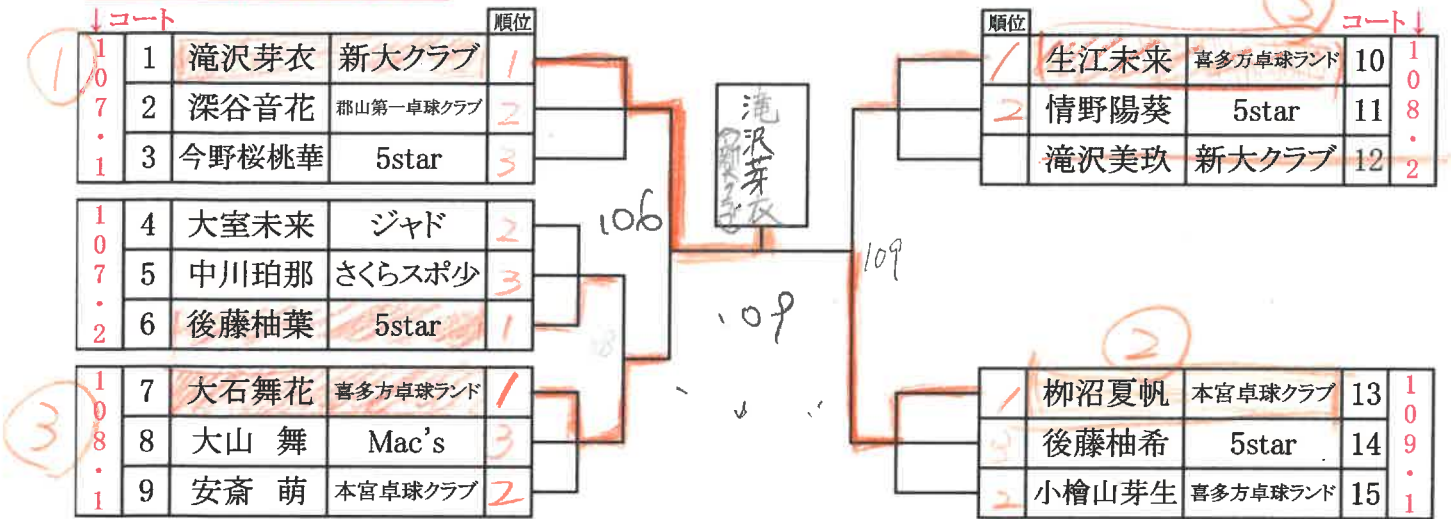 ↓コート 順位
① 107・1
1 滝沢芽衣 新大クラブ 1
2 深谷音花 郡山第一卓球クラブ 2
3 今野桜桃華 5star 3
107・2
4 大室未来 ジャド 2
5 中川珀那 さくらスポ少 3
6 後藤柚葉 5star 1
③ 108・1
7 大石舞花 喜多方卓球ランド 1
8 大山 舞 Mac's 3
9 安斎 萌 本宮卓球クラブ 2
106
滝沢芽衣
109
109
順位 コート↓
③ 108・2
1 生江未来 喜多方卓球ランド 10
2 情野陽葵 5star 11
滝沢美玖 新大クラブ 12
② 109・1
1 柳沼夏帆 本宮卓球クラブ 13
3 後藤柚希 5star 14
2 小檜山芽生 喜多方卓球ランド 15